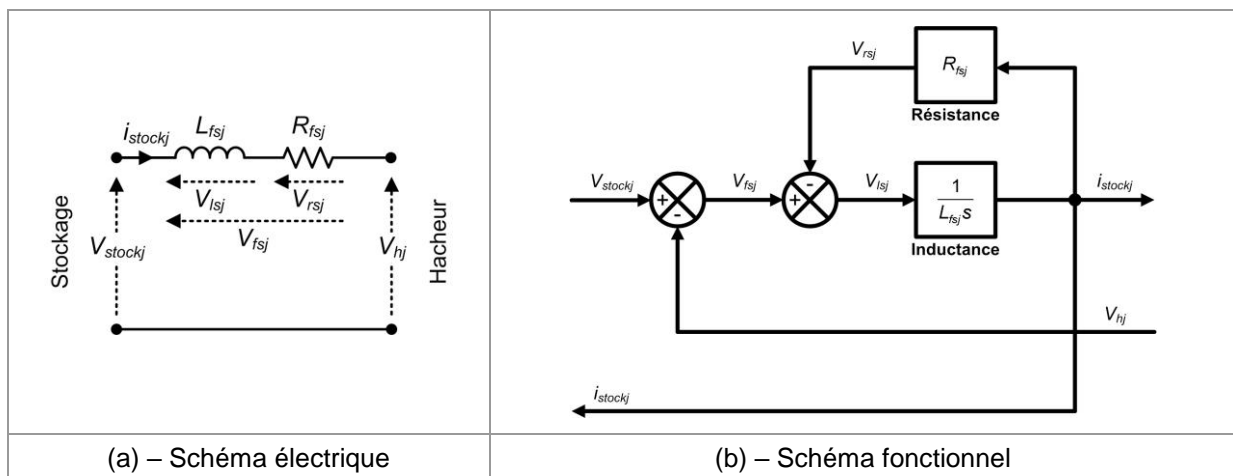 i_stockj
L_fsj
R_fsj
V_lsj
V_rsj
V_fsj
V_stockj
V_hj
Stockage
Hacheur
(a) – Schéma électrique
V_rsj
R_fsj
Résistance
V_stockj
+
-
V_fsj
-
+
V_lsj
1
L_fsj s
Inductance
i_stockj
V_hj
i_stockj
(b) – Schéma fonctionnel